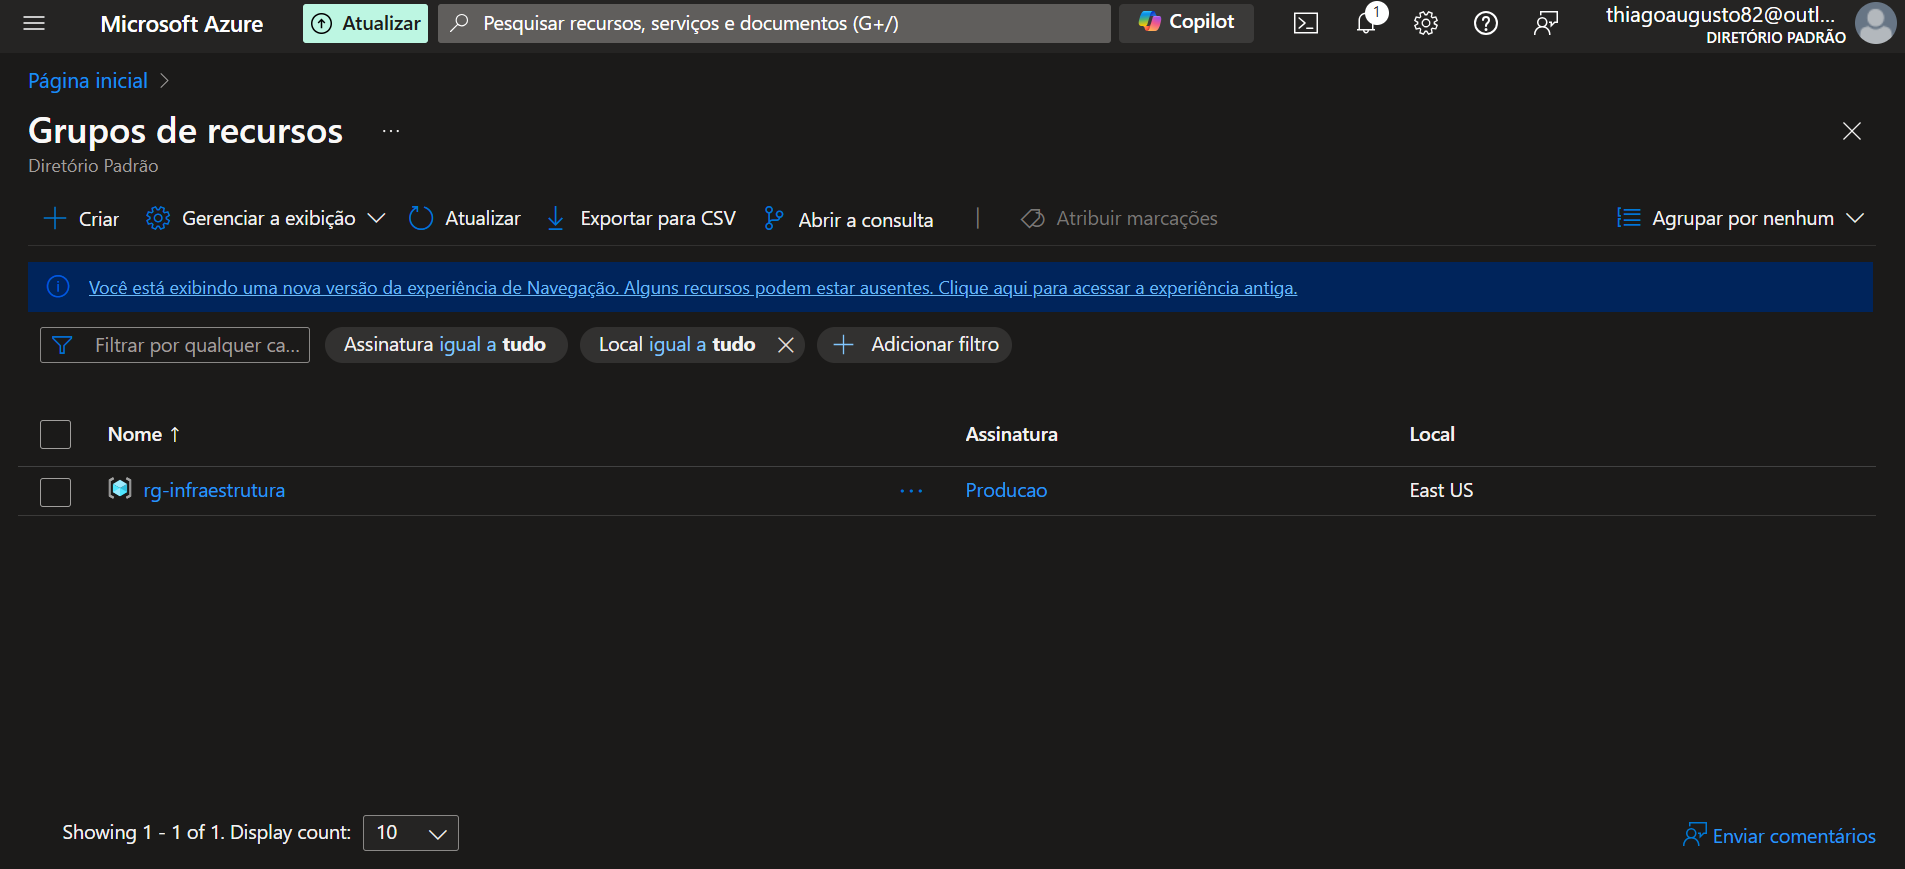 Microsoft Azure
Atualizar
Pesquisar recursos, serviços e documentos (G+/)
Copilot
1
thiagoaugusto82@outl...
DIRETÓRIO PADRÃO
Página inicial
Grupos de recursos ...
Diretório Padrão
Criar
Gerenciar a exibição
Atualizar
Exportar para CSV
Abrir a consulta
Atribuir marcações
Agrupar por nenhum
Você está exibindo uma nova versão da experiência de Navegação. Alguns recursos podem estar ausentes. Clique aqui para acessar a experiência antiga.
Filtrar por qualquer ca...
Assinatura igual a tudo
Local igual a tudo
Adicionar filtro
Nome ↑
Assinatura
Local
rg-infraestrutura
...
Producao
East US
Showing 1 - 1 of 1. Display count: 10
Enviar comentários